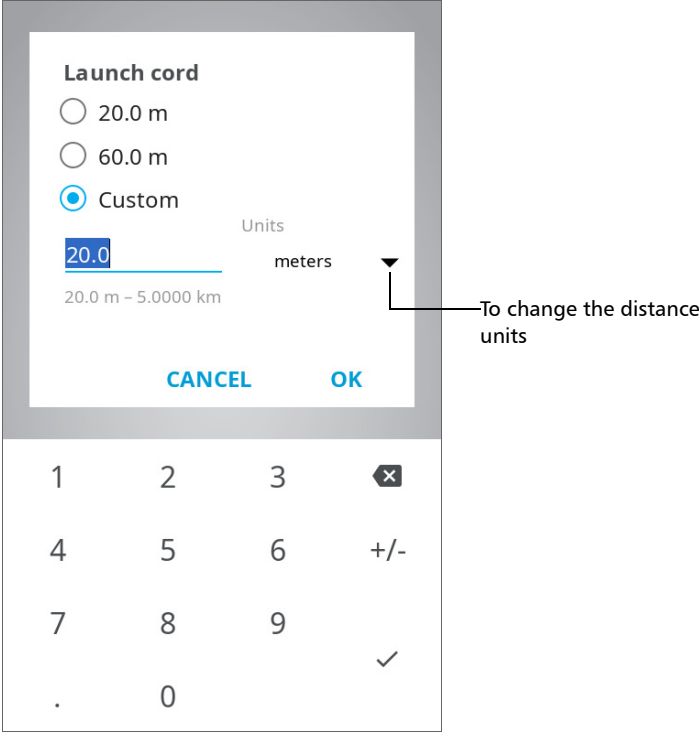 Launch cord
20.0 m
60.0 m
Custom
Units
20.0
meters
20.0 m – 5.0000 km
To change the distance
units
CANCEL
OK
1 2 3
4 5 6 +/-
7 8 9
. 0